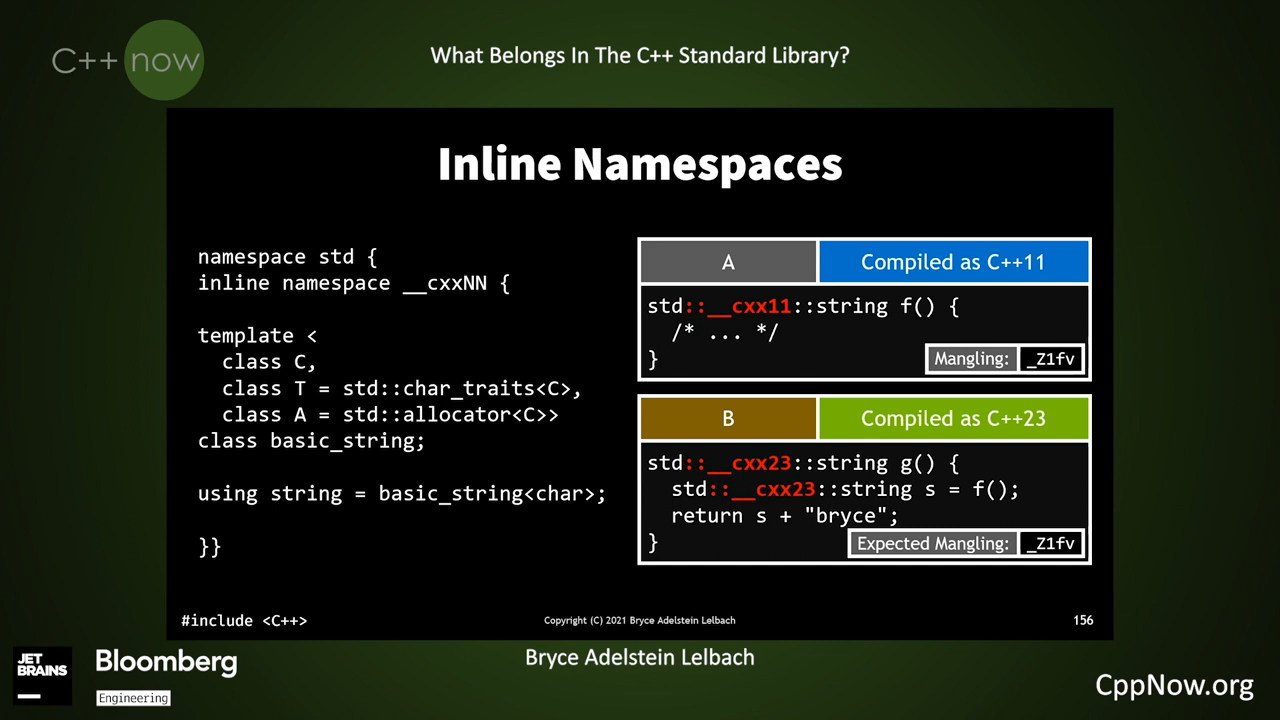 C++ now
What Belongs In The C++ Standard Library?
Inline Namespaces
namespace std {
inline namespace __cxxNN {
template <
class C,
class T = std::char_traits<C>,
class A = std::allocator<C>>
class basic_string;
using string = basic_string<char>;
}}
A
Compiled as C++11
std::__cxx11::string f() {
/* ... */
}
Mangling: _Z1fv
B
Compiled as C++23
std::__cxx23::string g() {
std::__cxx23::string s = f();
return s + "bryce";
}
Expected Mangling: _Z1fv
#include <C++>
Copyright (C) 2021 Bryce Adelstein Lelbach
156
JET
BRAINS
Bloomberg
Engineering
Bryce Adelstein Lelbach
CppNow.org